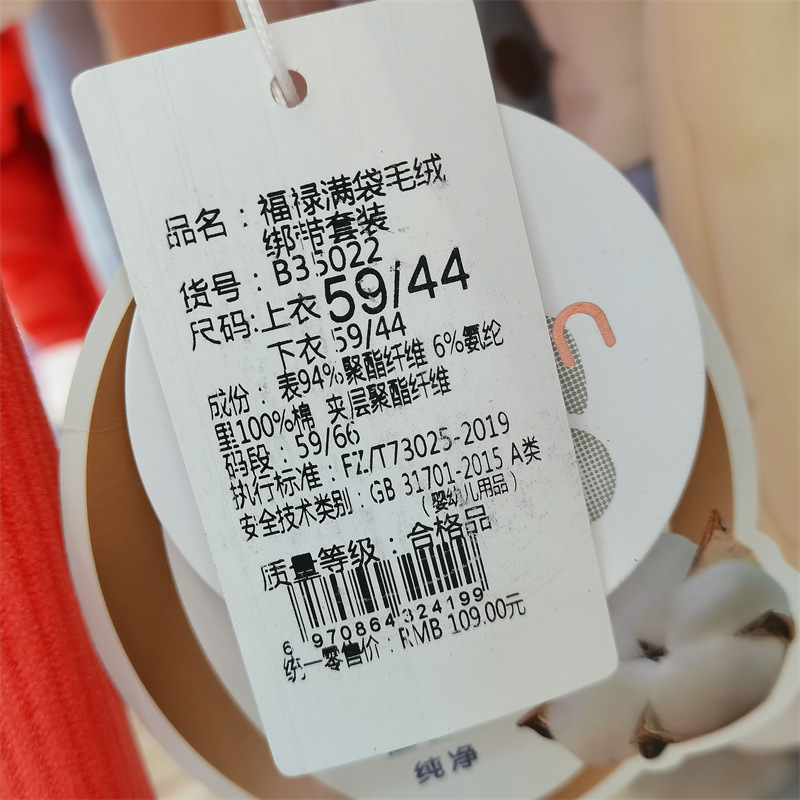 品名：福禄满袋毛绒
绑带套装
货号：B35022
尺码:上衣59/44
下衣 59/44
成份：表94%聚酯纤维 6%氨纶
里100%棉 夹层聚酯纤维
码段：59/66
执行标准：FZ/T73025-2019
安全技术类别：GB 31701-2015 A类
（婴幼儿用品）
质量等级：合格品
6 970864 324199
统一零售价：RMB 109.00元
纯净